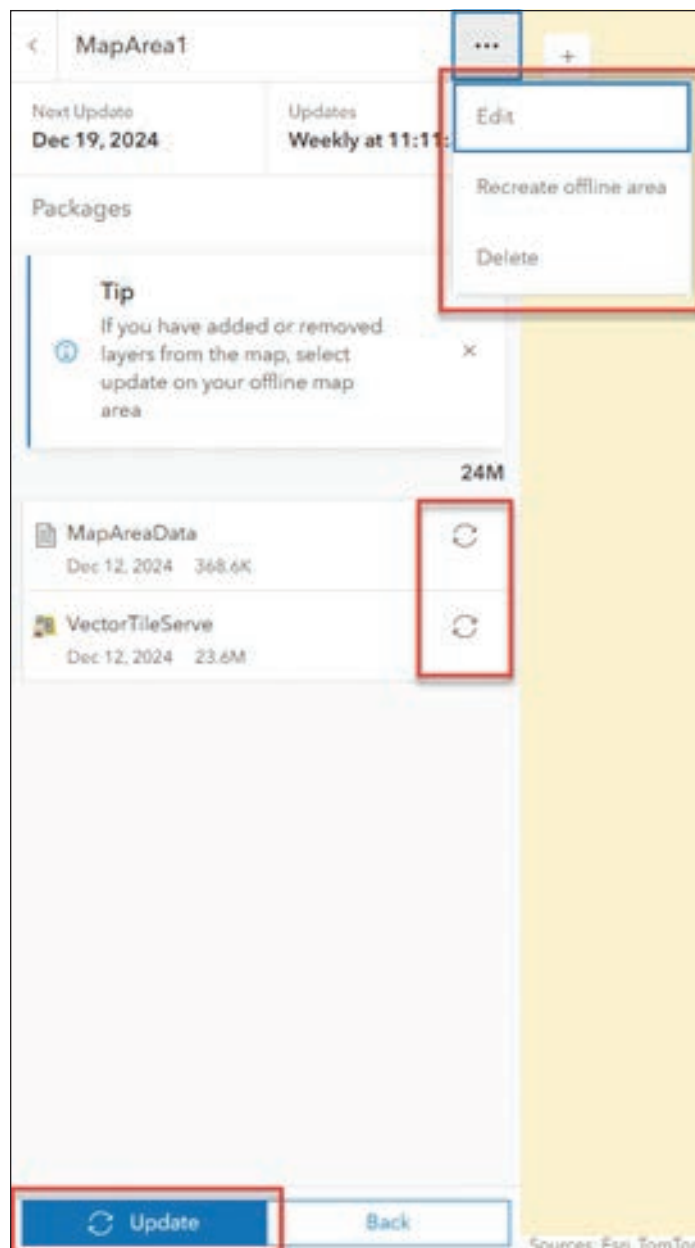 MapArea1
Next Update
Dec 19, 2024
Updates
Weekly at 11:11:
Edit
Recreate offline area
Delete
Packages
Tip
If you have added or removed
layers from the map, select
update on your offline map
area
24M
MapAreaData
Dec 12, 2024 368.6K
VectorTileServe
Dec 12, 2024 23.6M
Update
Back
Sources: Esri, TomTo